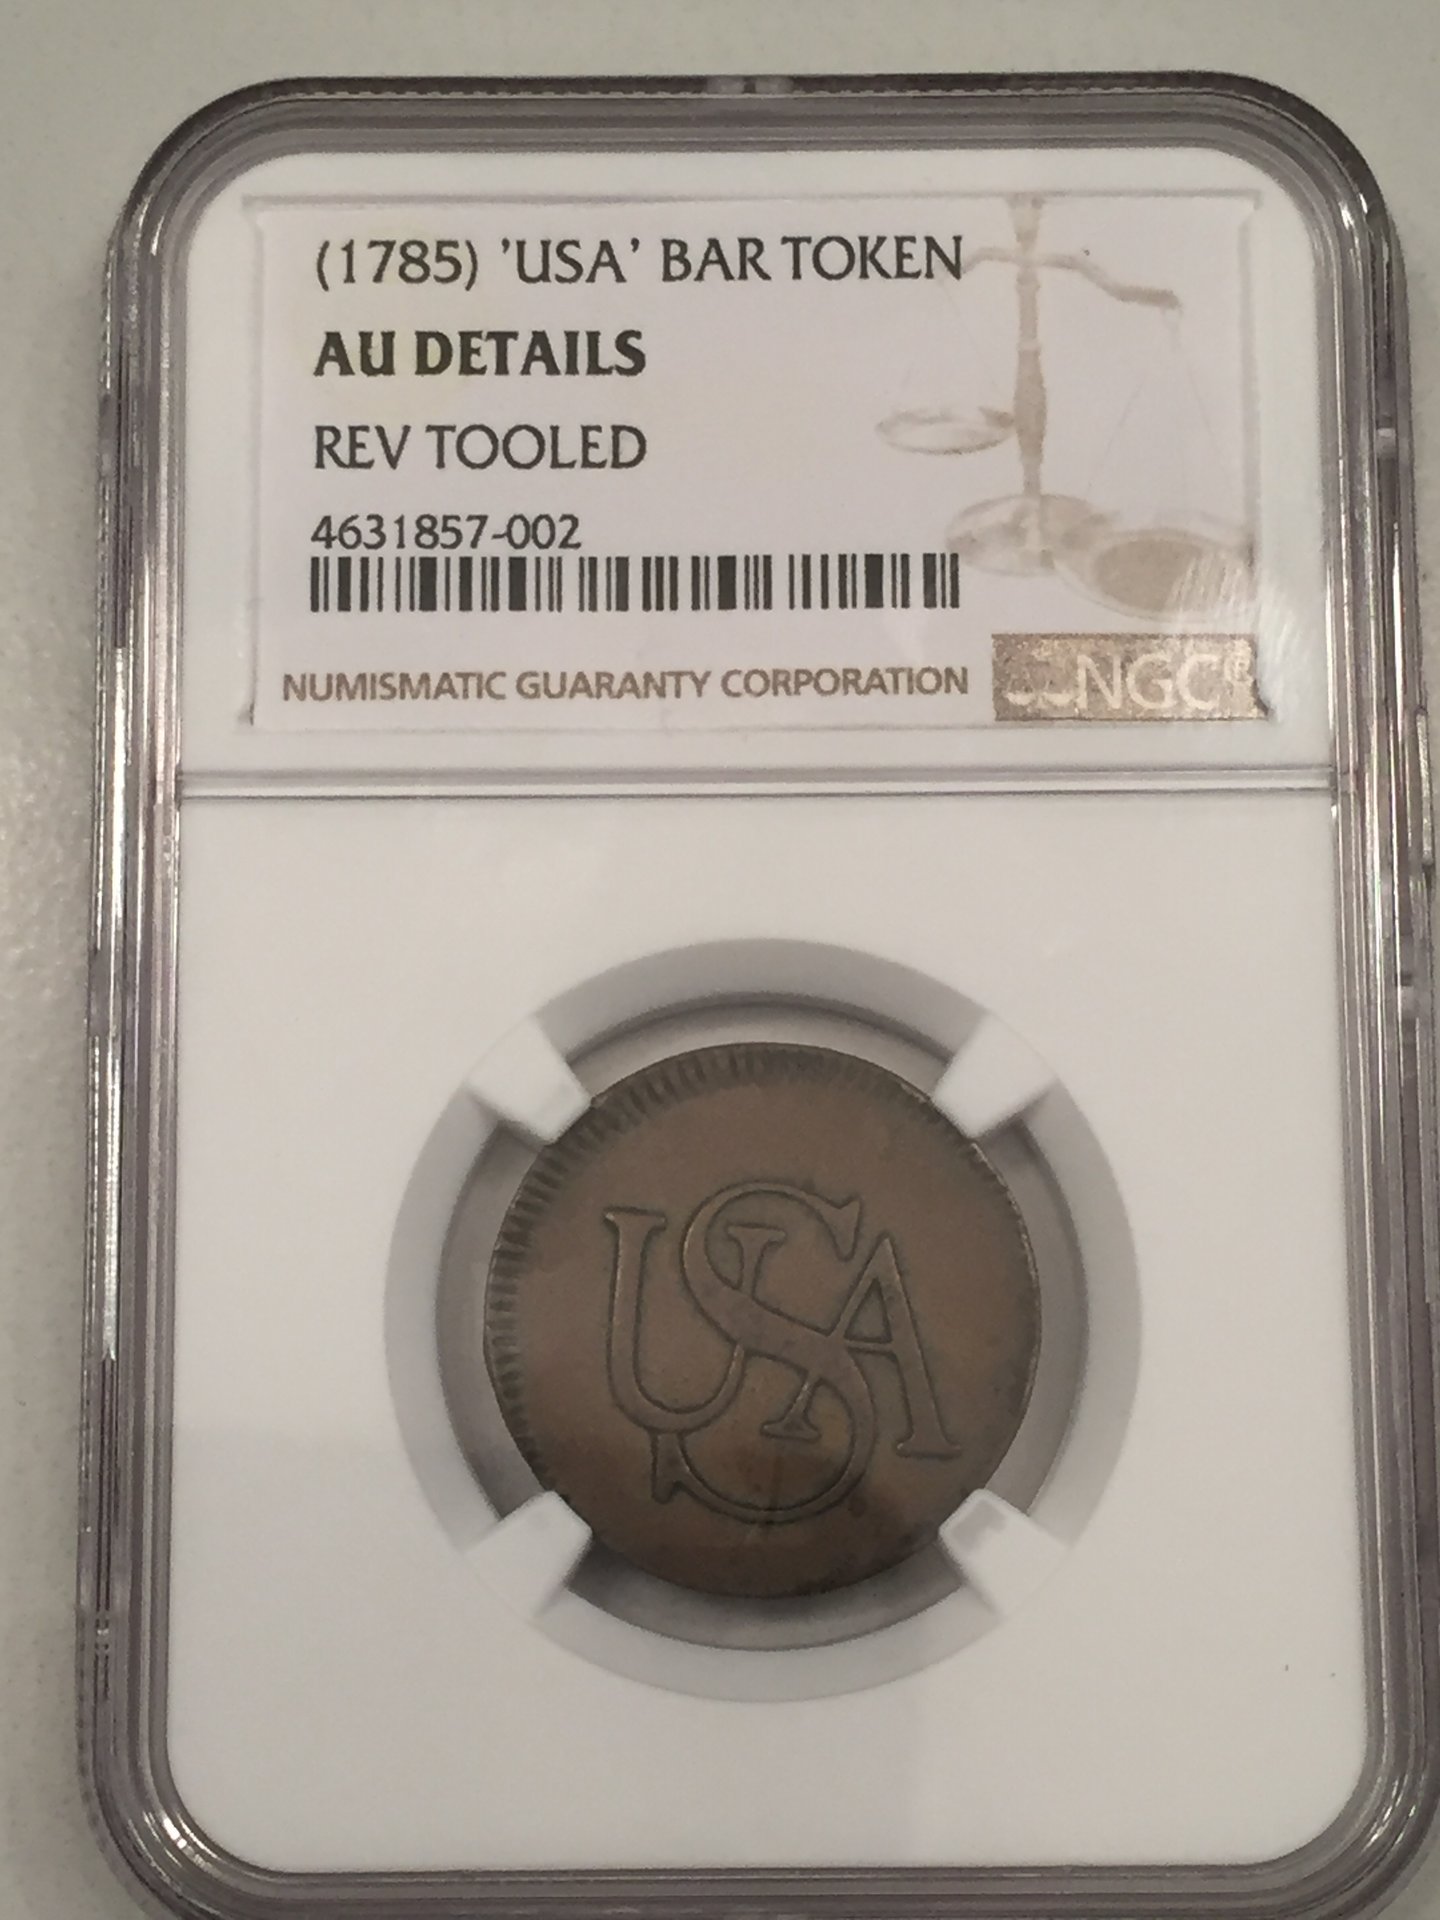 (1785) 'USA' BAR TOKEN
AU DETAILS
REV TOOLED
4631857-002
NUMISMATIC GUARANTY CORPORATION
NGC®
USA